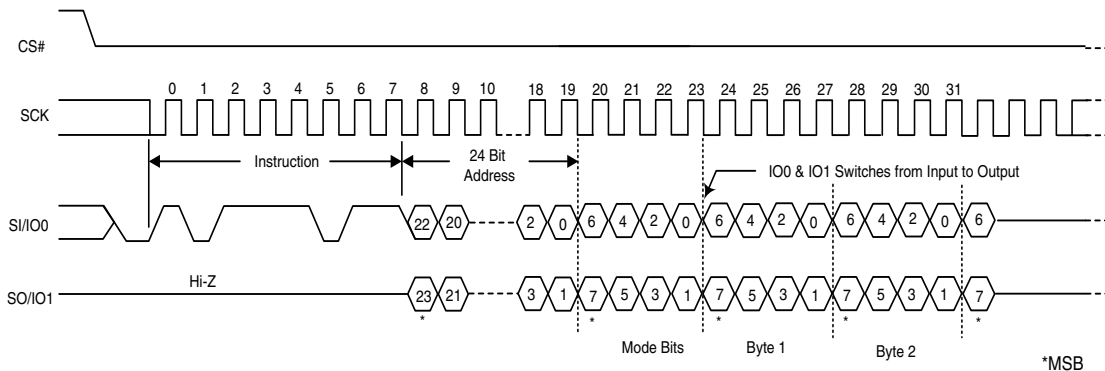 CS#
0 1 2 3 4 5 6 7 8 9 10 18 19 20 21 22 23 24 25 26 27 28 29 30 31
SCK
Instruction
24 Bit
Address
IO0 & IO1 Switches from Input to Output
SI/IO0
22 20 2 0 6 4 2 0 6 4 2 0 6 4 2 0 6
Hi-Z
SO/IO1
23 21 3 1 7 5 3 1 7 5 3 1 7 5 3 1 7
* * * * *
Mode Bits Byte 1 Byte 2
*MSB